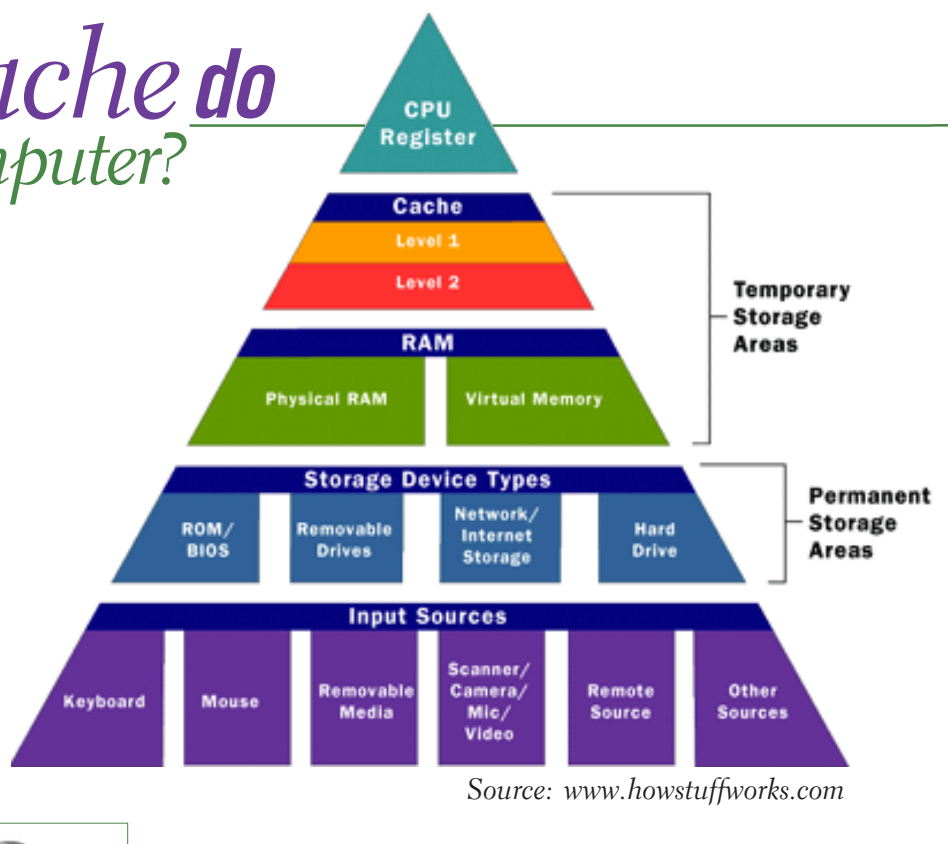 ache do
mputer?
CPU
Register
Cache
Level 1
Level 2
Temporary
Storage
Areas
RAM
Physical RAM
Virtual Memory
Storage Device Types
ROM/
BIOS
Removable
Drives
Network/
Internet
Storage
Hard
Drive
Permanent
Storage
Areas
Input Sources
Keyboard
Mouse
Removable
Media
Scanner/
Camera/
Mic/
Video
Remote
Source
Other
Sources
Source: www.howstuffworks.com